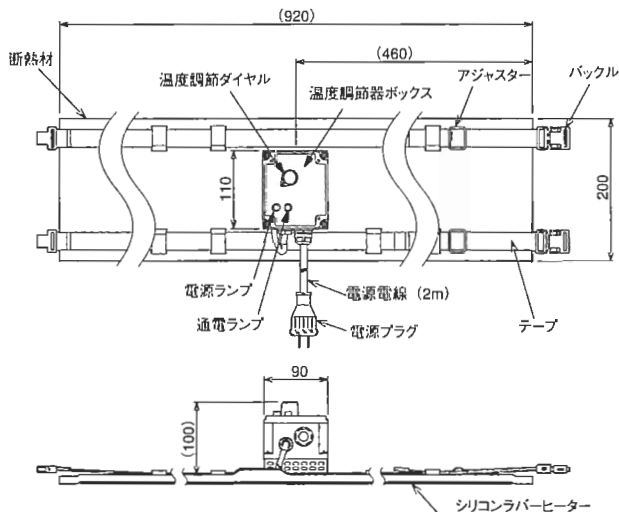 (920)
(460)
断熱材
温度調節ダイヤル
温度調節器ボックス
アジャスター
バックル
110
200
電源ランプ
通電ランプ
電源電線（2m）
電源プラグ
テープ
90
(100)
シリコンラバーヒーター